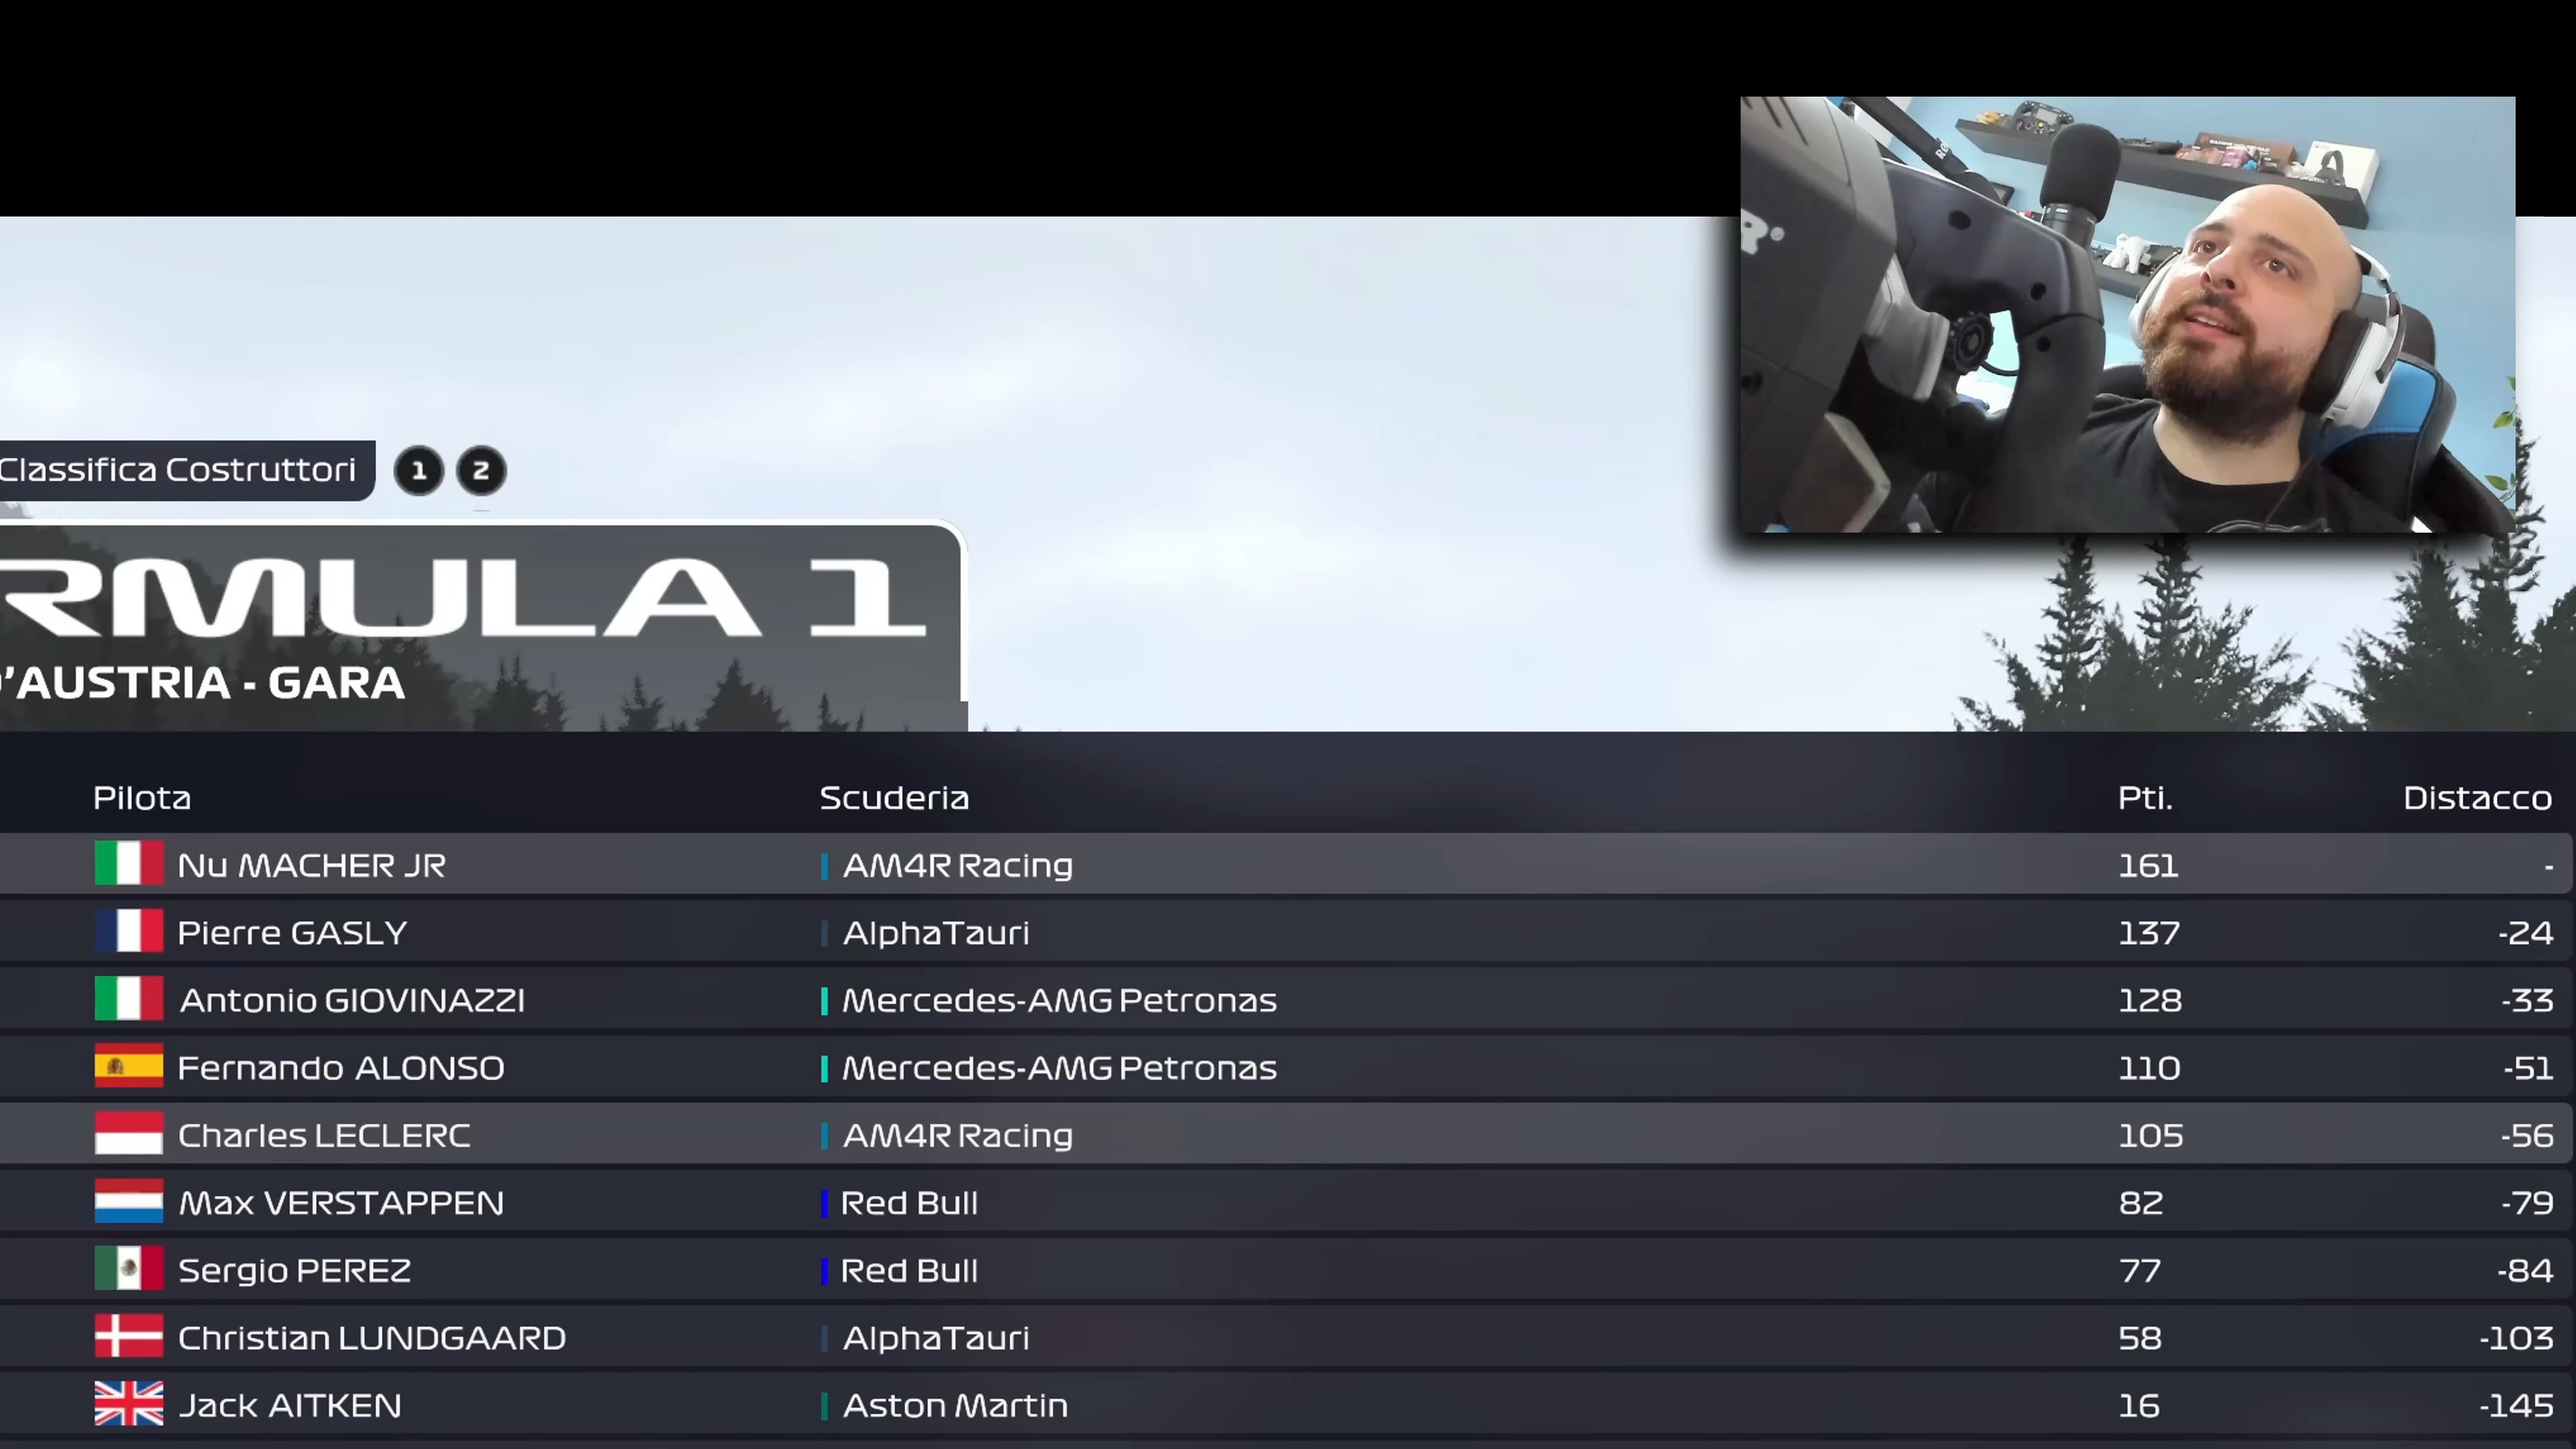 Classifica Costruttori 1 2
RMULA 1
D'AUSTRIA - GARA
Pilota Scuderia Pti. Distacco
Nu MACHER JR AM4R Racing 161 -
Pierre GASLY AlphaTauri 137 -24
Antonio GIOVINAZZI Mercedes-AMG Petronas 128 -33
Fernando ALONSO Mercedes-AMG Petronas 110 -51
Charles LECLERC AM4R Racing 105 -56
Max VERSTAPPEN Red Bull 82 -79
Sergio PEREZ Red Bull 77 -84
Christian LUNDGAARD AlphaTauri 58 -103
Jack AITKEN Aston Martin 16 -145